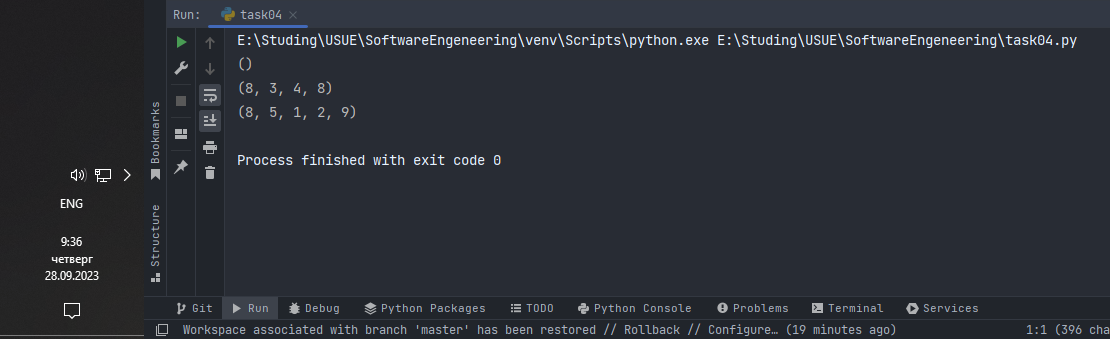 Run: task04
E:\Studing\USUE\SoftwareEngeneering\venv\Scripts\python.exe E:\Studing\USUE\SoftwareEngeneering\task04.py
()
(8, 3, 4, 8)
(8, 5, 1, 2, 9)
Process finished with exit code 0
Bookmarks
Structure
ENG
9:36
четверг
28.09.2023
Git Run Debug Python Packages TODO Python Console Problems Terminal Services
Workspace associated with branch 'master' has been restored // Rollback // Configure… (19 minutes ago) 1:1 (396 cha